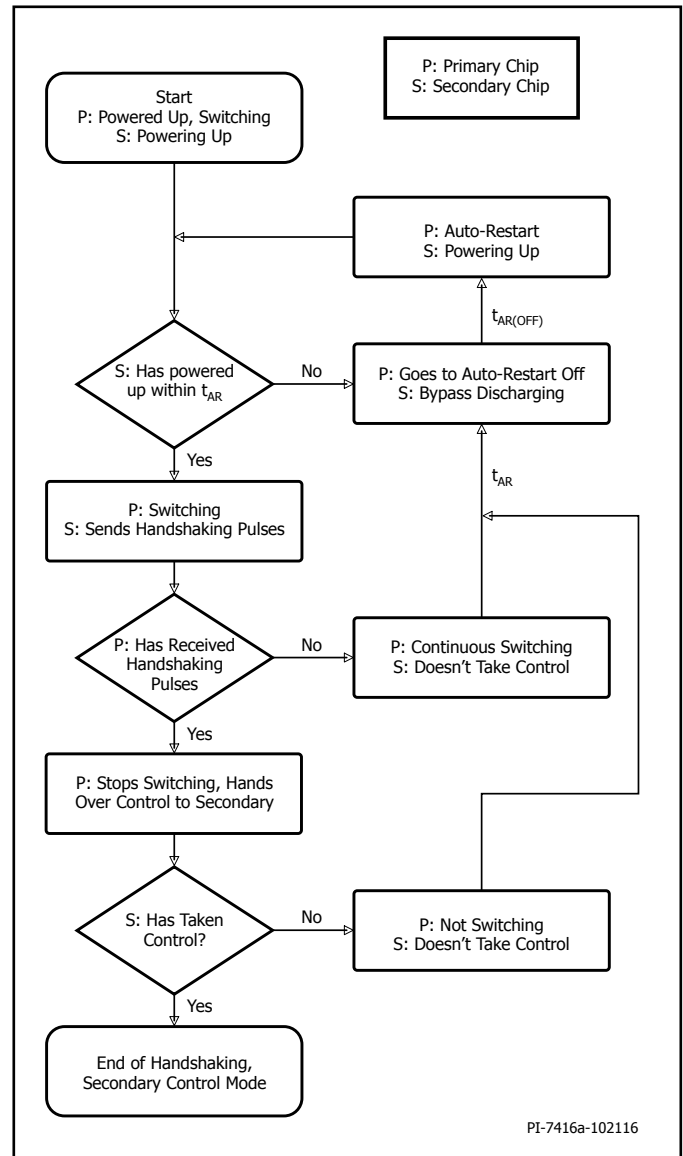 P: Primary Chip
S: Secondary Chip
Start
P: Powered Up, Switching
S: Powering Up
P: Auto-Restart
S: Powering Up
tAR(OFF)
S: Has powered
up within tAR
No
P: Goes to Auto-Restart Off
S: Bypass Discharging
Yes
tAR
P: Switching
S: Sends Handshaking Pulses
P: Has Received
Handshaking
Pulses
No
P: Continuous Switching
S: Doesn’t Take Control
Yes
P: Stops Switching, Hands
Over Control to Secondary
S: Has Taken
Control?
No
P: Not Switching
S: Doesn’t Take Control
Yes
End of Handshaking,
Secondary Control Mode
PI-7416a-102116